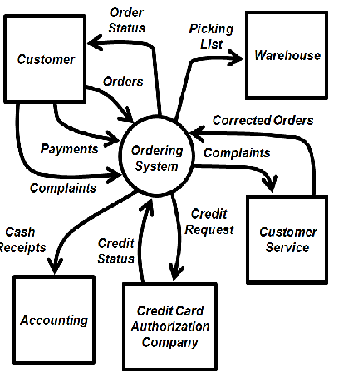 Order
Status
Picking
List
Customer
Warehouse
Orders
Corrected Orders
Payments
Ordering
System
Complaints
Complaints
Cash
Receipts
Credit
Status
Credit
Request
Customer
Service
Accounting
Credit Card
Authorization
Company